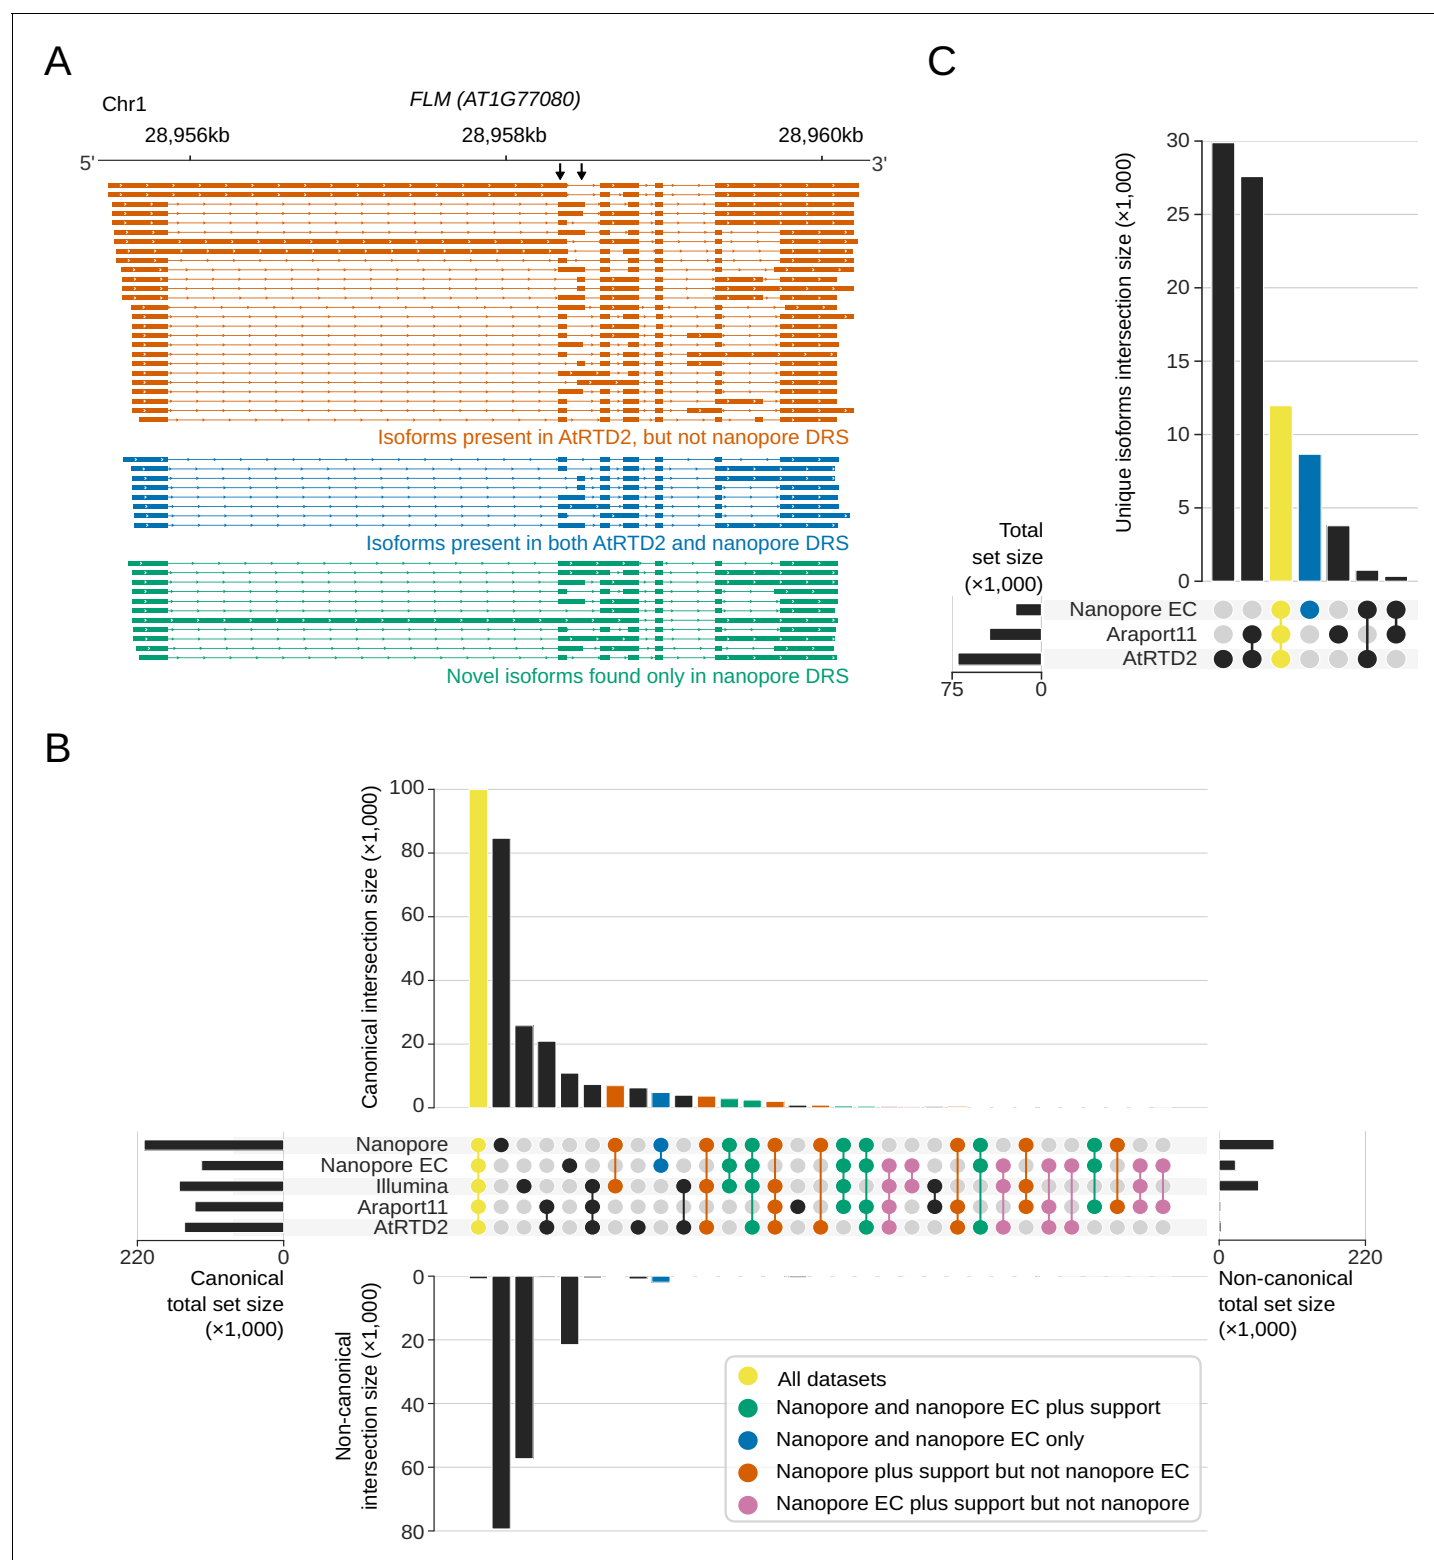 A
Chr1
FLM (AT1G77080)
28,956kb
28,958kb
28,960kb
5'
3'
Isoforms present in AtRTD2, but not nanopore DRS
Isoforms present in both AtRTD2 and nanopore DRS
Novel isoforms found only in nanopore DRS
C
Unique isoforms intersection size (×1,000)
30
25
20
15
10
5
0
Total
set size
(×1,000)
Nanopore EC
Araport11
AtRTD2
75
0
B
Canonical intersection size (×1,000)
100
80
60
40
20
0
Nanopore
Nanopore EC
Illumina
Araport11
AtRTD2
220
0
Canonical
total set size
(×1,000)
0
220
Non-canonical
total set size
(×1,000)
Non-canonical
intersection size (×1,000)
0
20
40
60
80
All datasets
Nanopore and nanopore EC plus support
Nanopore and nanopore EC only
Nanopore plus support but not nanopore EC
Nanopore EC plus support but not nanopore